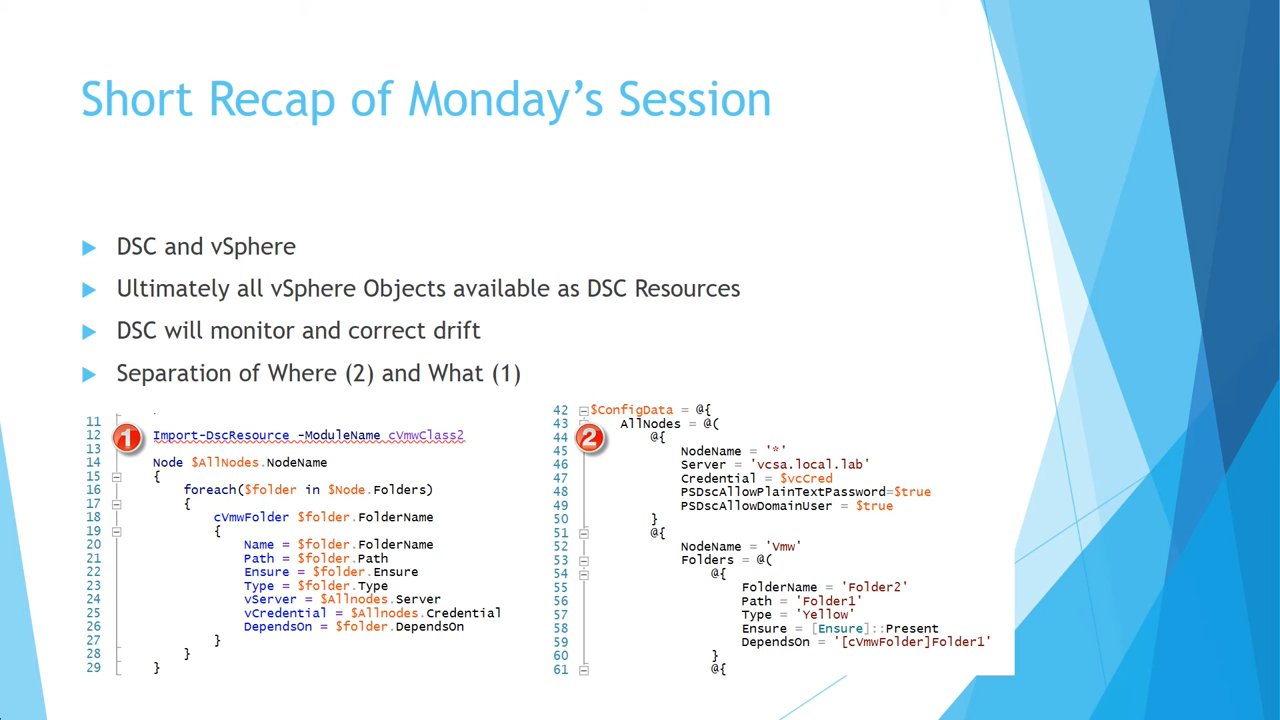 Short Recap of Monday’s Session
DSC and vSphere
Ultimately all vSphere Objects available as DSC Resources
DSC will monitor and correct drift
Separation of Where (2) and What (1)
1
11
12 Import-DscResource -ModuleName cVmwClass2
13
14 Node $AllNodes.NodeName
15 {
16 foreach($folder in $Node.Folders)
17 {
18 cVmwFolder $folder.FolderName
19 {
20 Name = $folder.FolderName
21 Path = $folder.Path
22 Ensure = $folder.Ensure
23 Type = $folder.Type
24 vServer = $Allnodes.Server
25 vCredential = $Allnodes.Credential
26 DependsOn = $folder.DependsOn
27 }
28 }
29 }
2
42 $ConfigData = @{
43 AllNodes = @(
44 @{
45 NodeName = '*'
46 Server = 'vcsa.local.lab'
47 Credential = $vcCred
48 PSDscAllowPlainTextPassword=$true
49 PSDscAllowDomainUser = $true
50 }
51 @{
52 NodeName = 'Vmw'
53 Folders = @(
54 @{
55 FolderName = 'Folder2'
56 Path = 'Folder1'
57 Type = 'Yellow'
58 Ensure = [Ensure]::Present
59 DependsOn = '[cVmwFolder]Folder1'
60 }
61 @{